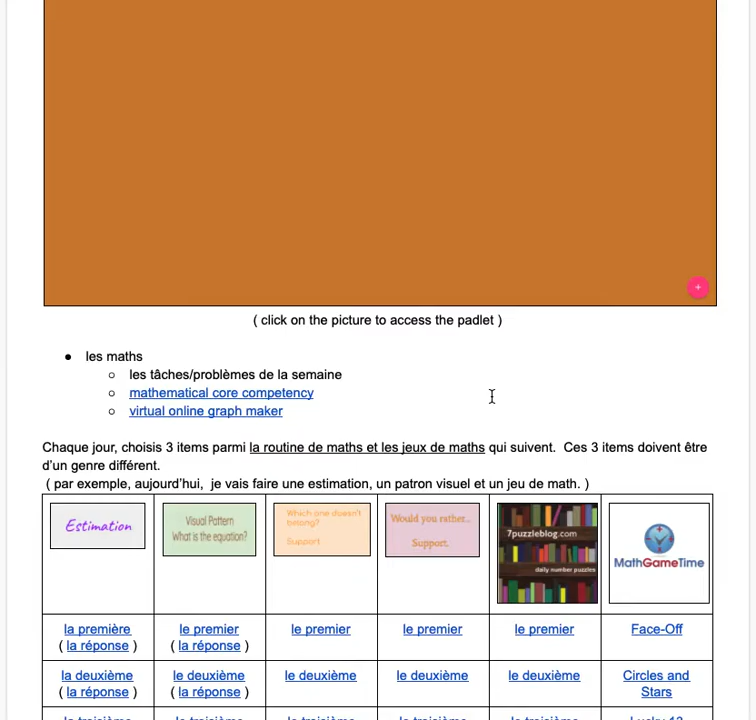 ( click on the picture to access the padlet )
● les maths
○ les tâches/problèmes de la semaine
○ mathematical core competency
○ virtual online graph maker
Chaque jour, choisis 3 items parmi la routine de maths et les jeux de maths qui suivent. Ces 3 items doivent être
d'un genre différent.
( par exemple, aujourd'hui, je vais faire une estimation, un patron visuel et un jeu de math. )
Estimation
Visual Pattern
What is the equation?
Which one doesn't
belong?
Support
Would you rather...
Support.
7puzzleblog.com
daily number puzzles
MathGameTime
la première
( la réponse )
le premier
( la réponse )
le premier
le premier
le premier
Face-Off
la deuxième
( la réponse )
le deuxième
( la réponse )
le deuxième
le deuxième
le deuxième
Circles and
Stars